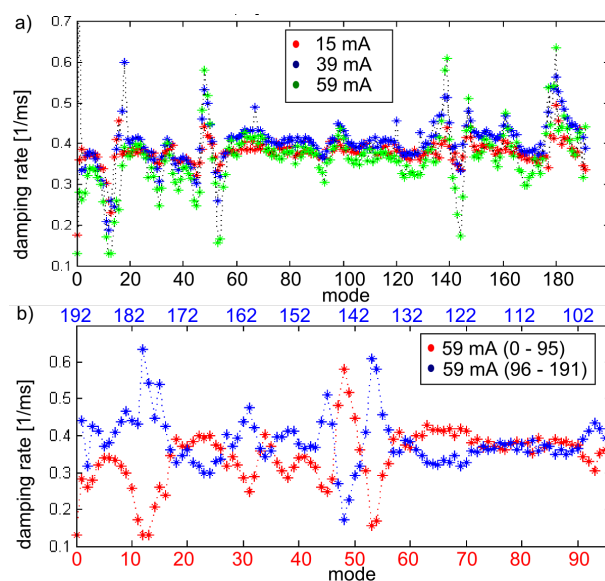 a)
0.7
0.6
0.5
0.4
0.3
0.2
0.1
damping rate [1/ms]
15 mA
39 mA
59 mA
0 20 40 60 80 100 120 140 160 180
mode
b)
192 182 172 162 152 142 132 122 112 102
0.6
0.5
0.4
0.3
0.2
0.1
damping rate [1/ms]
59 mA (0 - 95)
59 mA (96 - 191)
0 10 20 30 40 50 60 70 80 90
mode